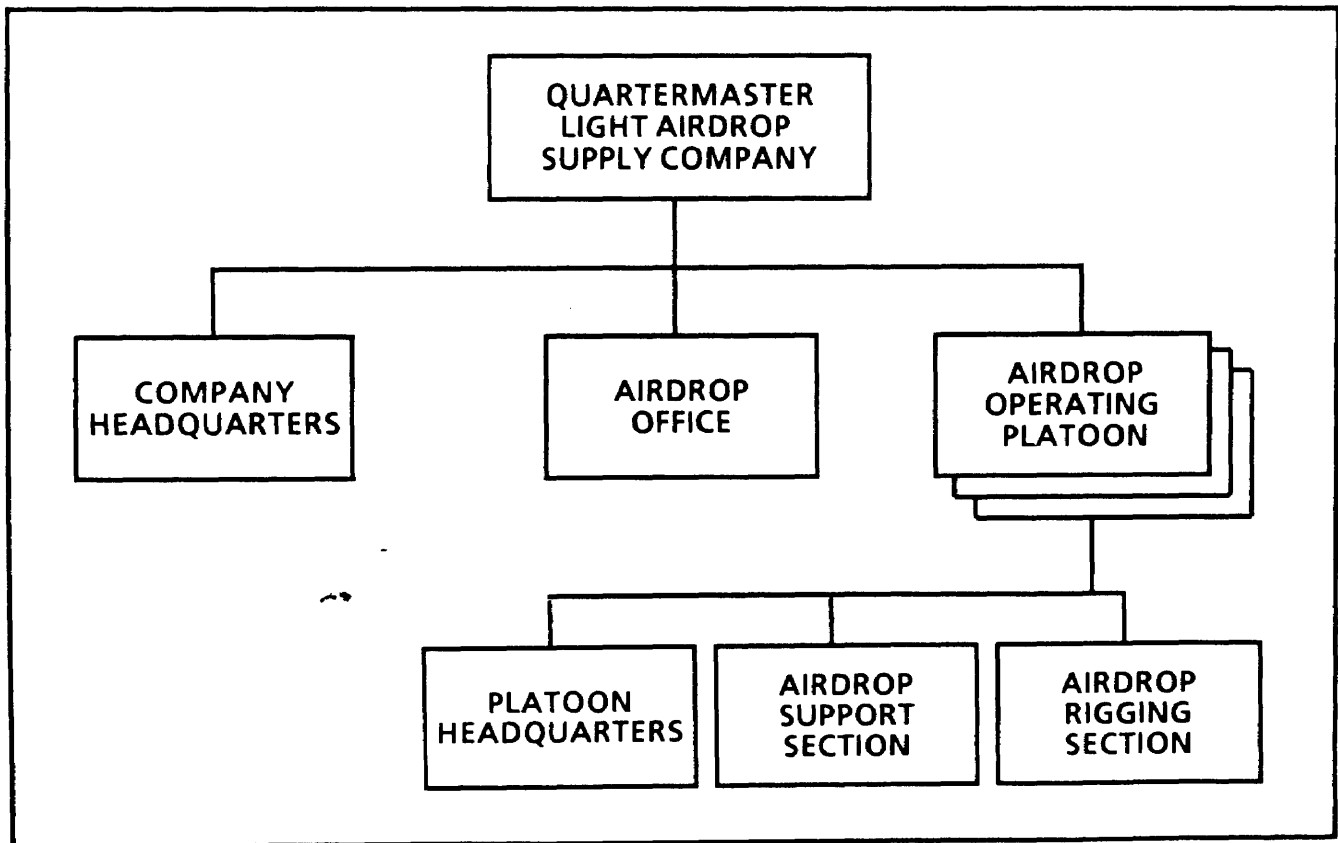 QUARTERMASTER
LIGHT AIRDROP
SUPPLY COMPANY
COMPANY
HEADQUARTERS
AIRDROP
OFFICE
AIRDROP
OPERATING
PLATOON
PLATOON
HEADQUARTERS
AIRDROP
SUPPORT
SECTION
AIRDROP
RIGGING
SECTION